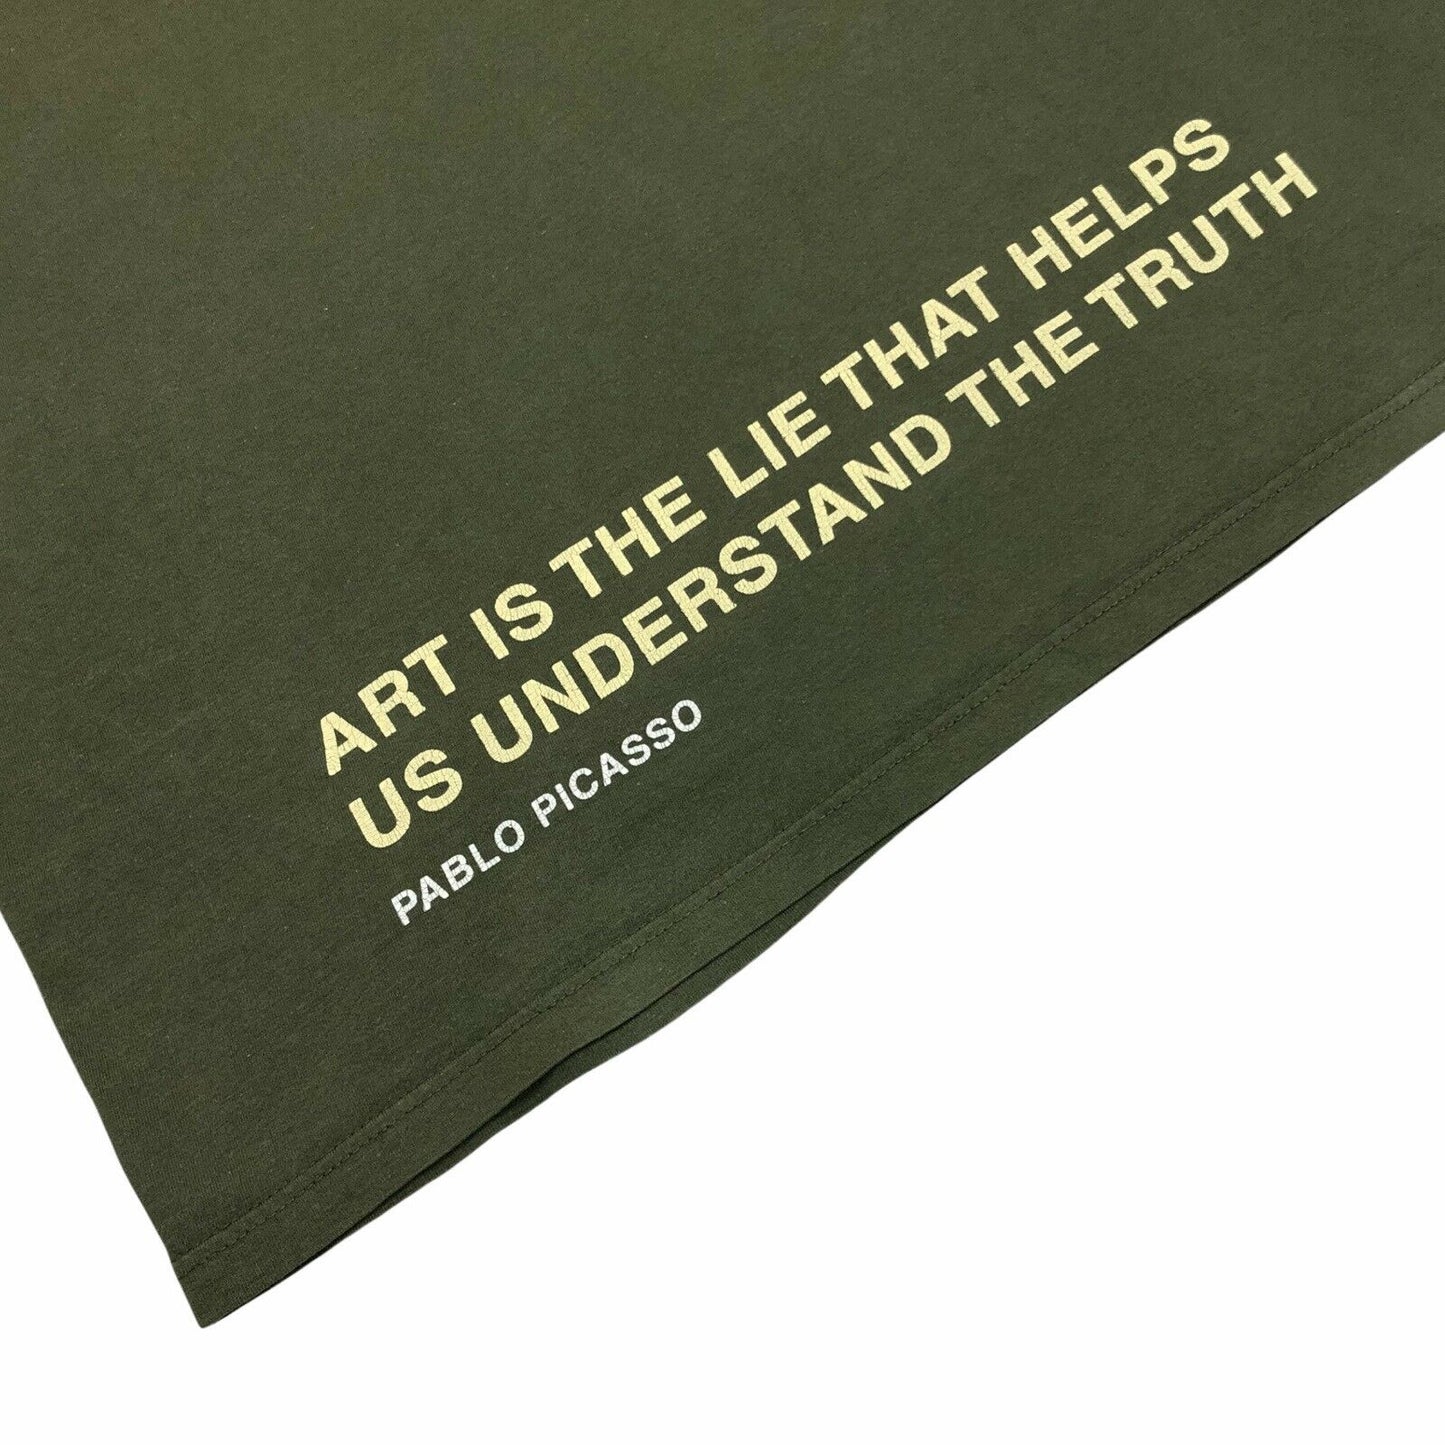 ART IS THE LIE THAT HELPS
US UNDERSTAND THE TRUTH
PABLO PICASSO